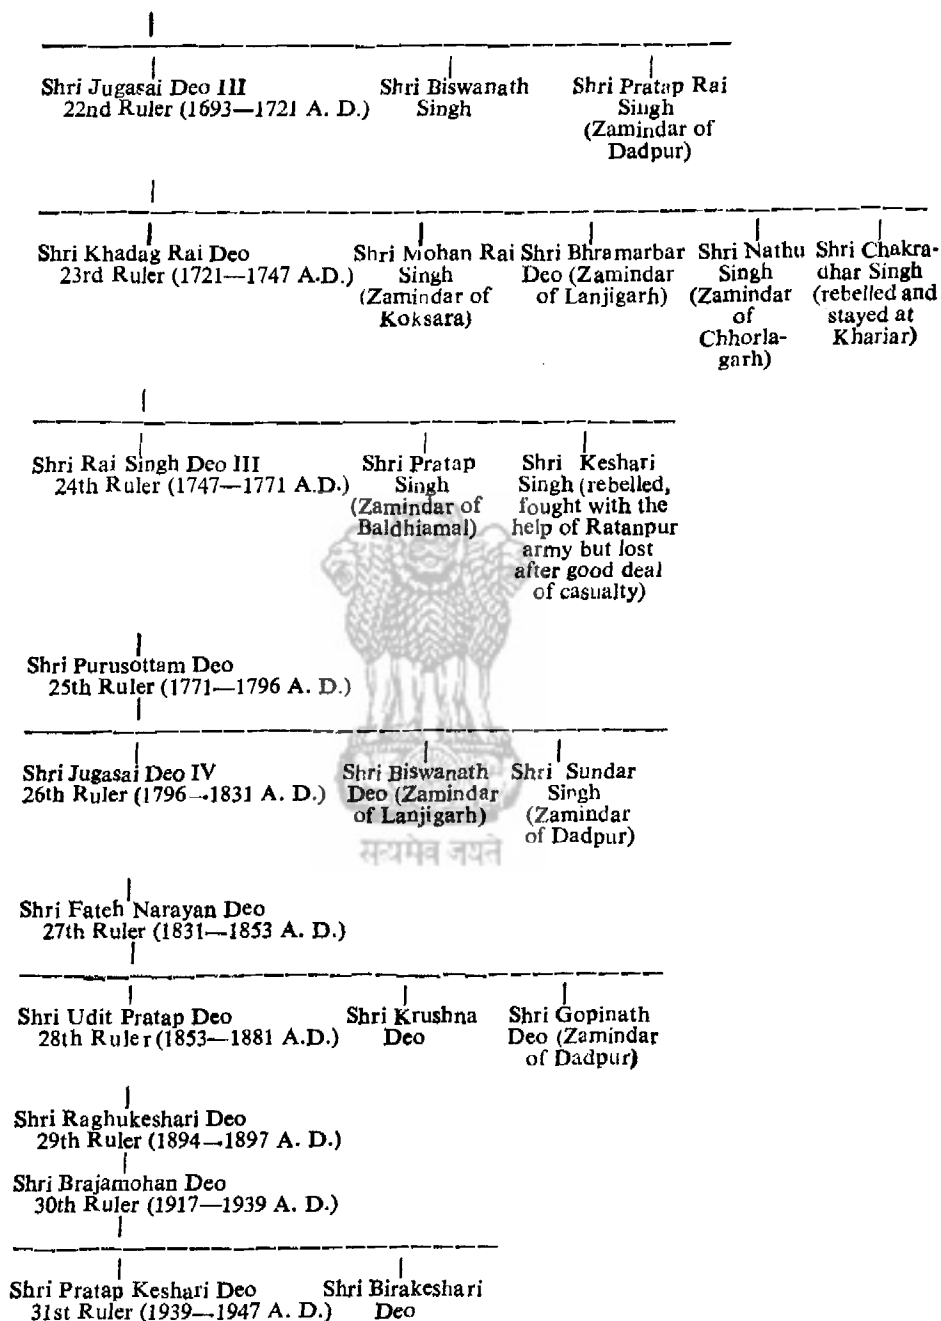 Shri Jugasai Deo III
22nd Ruler (1693—1721 A. D.)
Shri Biswanath
Singh
Shri Pratap Rai
Singh
(Zamindar of
Dadpur)
Shri Khadag Rai Deo
23rd Ruler (1721—1747 A.D.)
Shri Mohan Rai
Singh
(Zamindar of
Koksara)
Shri Bhramarbar
Deo (Zamindar
of Lanjigarh)
Shri Nathu
Singh
(Zamindar
of
Chhorla-
garh)
Shri Chakra-
dhar Singh
(rebelled and
stayed at
Khariar)
Shri Rai Singh Deo III
24th Ruler (1747—1771 A.D.)
Shri Pratap
Singh
(Zamindar of
Baldhiamal)
Shri Keshari
Singh (rebelled,
fought with the
help of Ratanpur
army but lost
after good deal
of casualty)
Shri Purusottam Deo
25th Ruler (1771—1796 A. D.)
Shri Jugasai Deo IV
26th Ruler (1796—1831 A. D.)
Shri Biswanath
Deo (Zamindar
of Lanjigarh)
Shri Sundar
Singh
(Zamindar
of Dadpur)
सत्यमेव जयते
Shri Fateh Narayan Deo
27th Ruler (1831—1853 A. D.)
Shri Udit Pratap Deo
28th Ruler (1853—1881 A.D.)
Shri Krushna
Deo
Shri Gopinath
Deo (Zamindar
of Dadpur)
Shri Raghukeshari Deo
29th Ruler (1894—1897 A. D.)
Shri Brajamohan Deo
30th Ruler (1917—1939 A. D.)
Shri Pratap Keshari Deo
31st Ruler (1939—1947 A. D.)
Shri Birakeshari
Deo